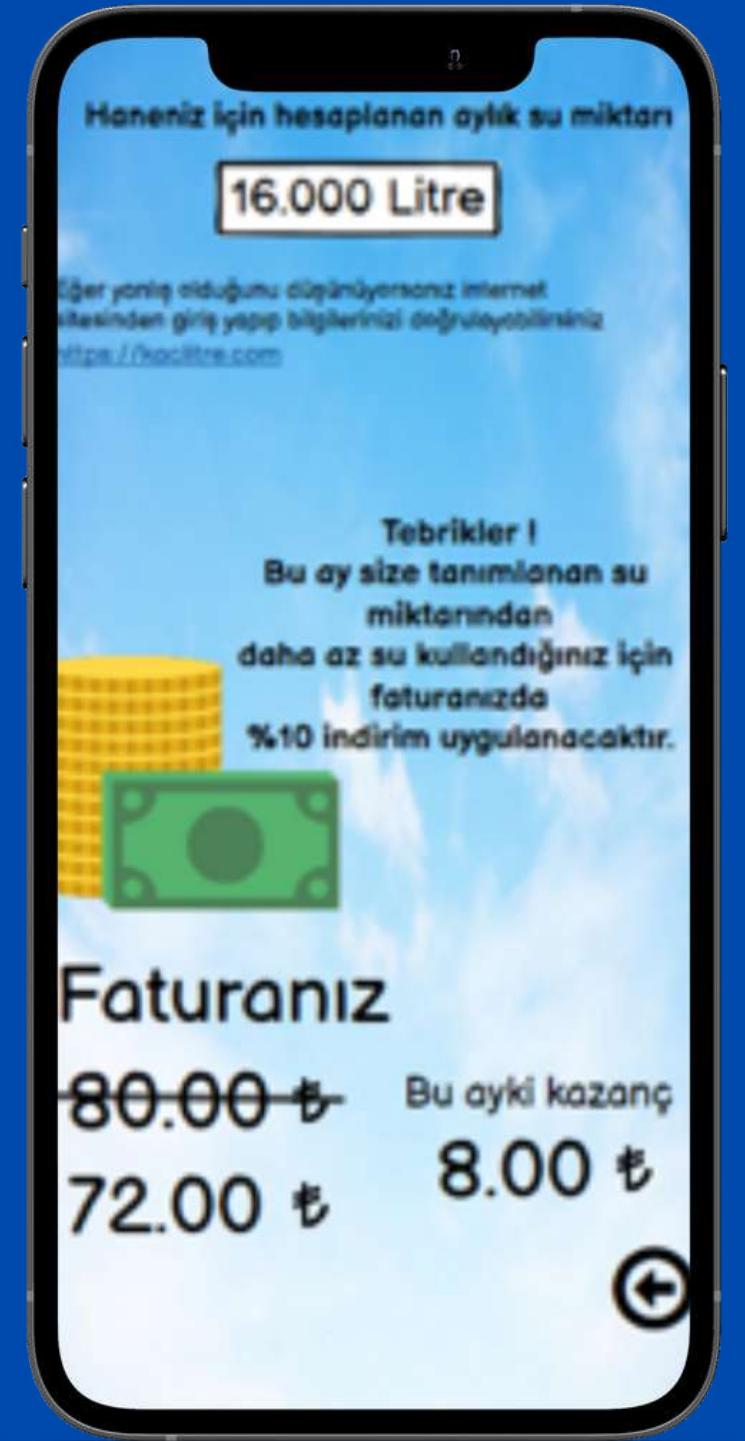 Haneniz için hesaplanan aylık su miktarı
16.000 Litre
Eğer yanlış olduğunu düşünüyorsanız internet
sitesinden giriş yapıp bilgilerinizi doğrulayabilirsiniz
https://kaclitre.com
Tebrikler !
Bu ay size tanımlanan su
miktarından
daha az su kullandığınız için
faturanızda
%10 indirim uygulanacaktır.
Faturanız
80.00 ₺
72.00 ₺
Bu ayki kazanç
8.00 ₺